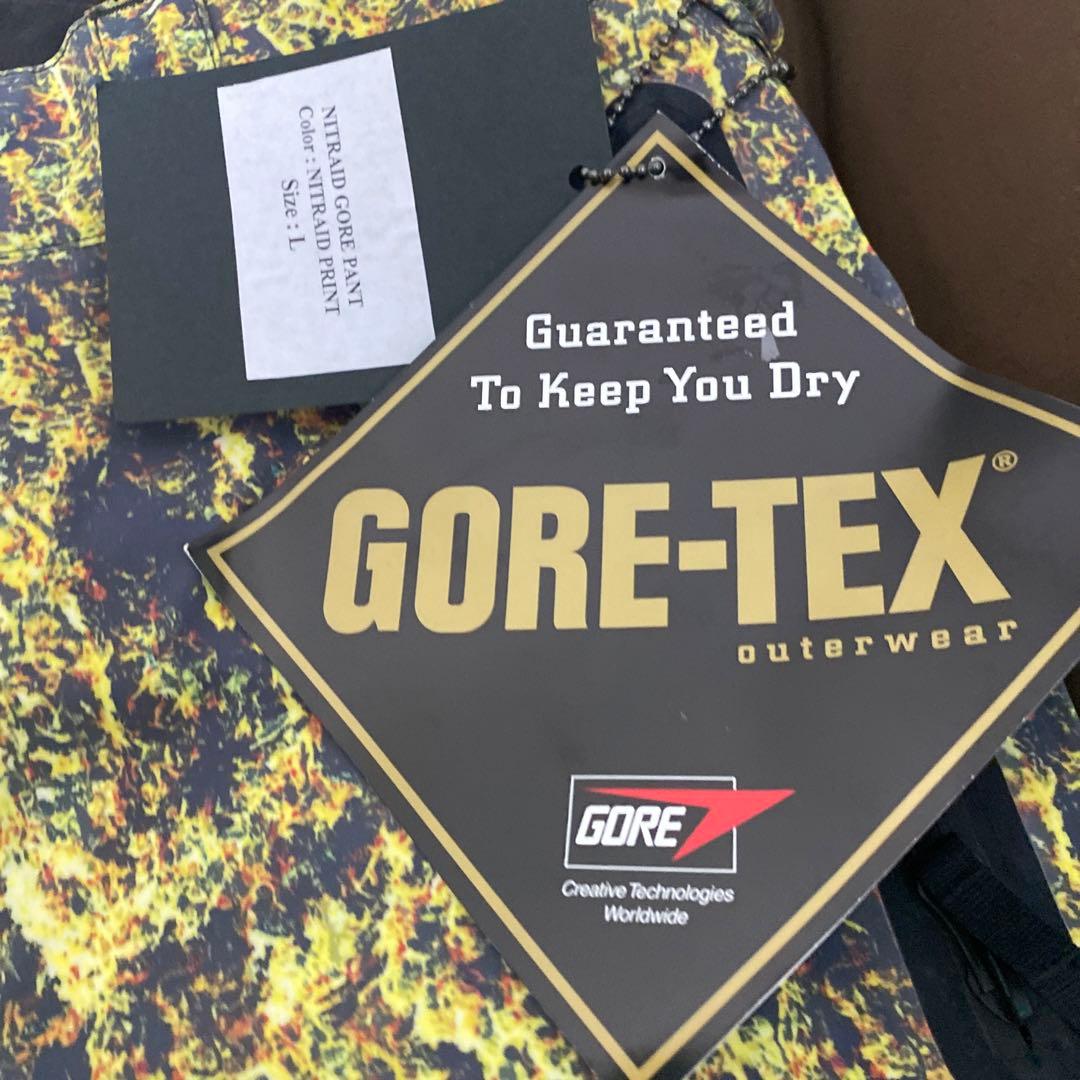 NITRAID GORE PANT
Color : NITRAID PRINT
Size : L
Guaranteed
To Keep You Dry
GORE-TEX®
outerwear
GORE
Creative Technologies
Worldwide